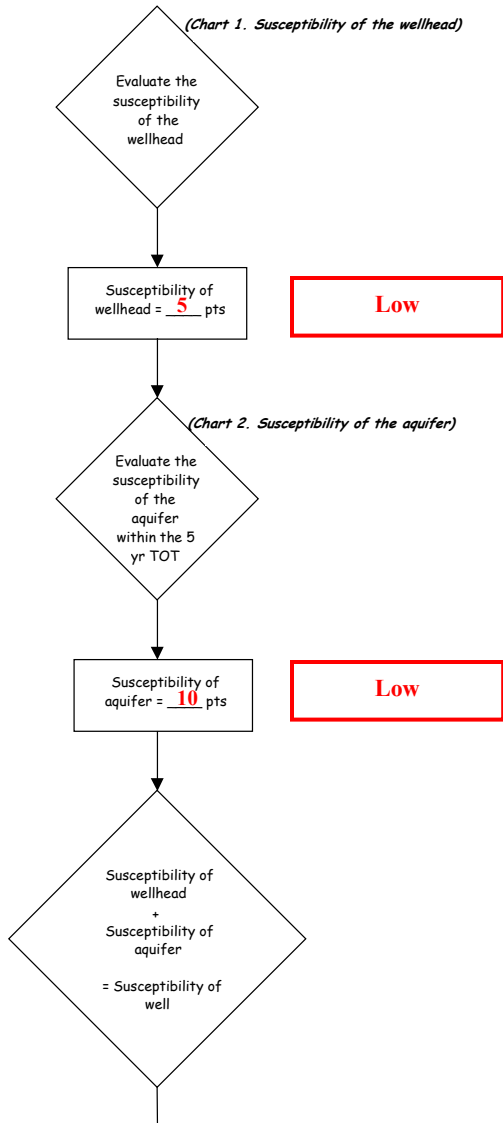 (Chart 1. Susceptibility of the wellhead)
Evaluate the
susceptibility
of the
wellhead
Susceptibility of
wellhead = 5 pts
Low
(Chart 2. Susceptibility of the aquifer)
Evaluate the
susceptibility
of the
aquifer
within the 5
yr TOT
Susceptibility of
aquifer = 10 pts
Low
Susceptibility of
wellhead
+
Susceptibility of
aquifer
= Susceptibility of
well